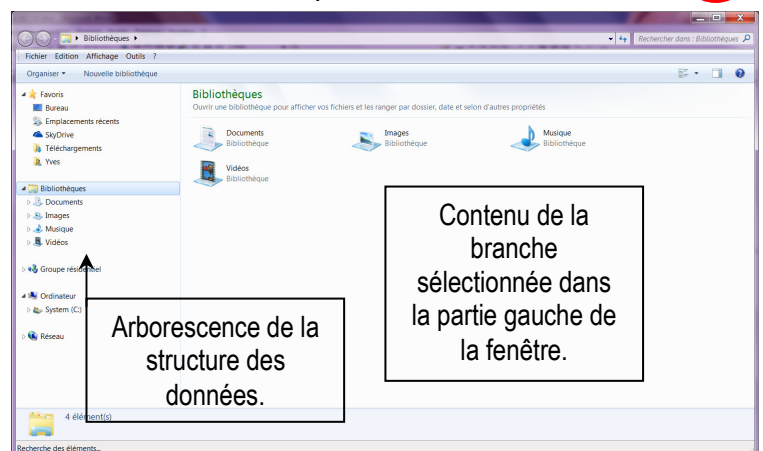 Bibliothèques
Rechercher dans : Bibliothèques
Fichier Edition Affichage Outils ?
Organiser Nouvelle bibliothèque
Favoris
Bureau
Emplacements récents
SkyDrive
Téléchargements
Yves
Bibliothèques
Documents
Images
Musique
Vidéos
Groupe résidentiel
Ordinateur
System (C:)
Réseau
Bibliothèques
Ouvrir une bibliothèque pour afficher vos fichiers et les ranger par dossier, date et selon d'autres propriétés
Documents
Bibliothèque
Images
Bibliothèque
Musique
Bibliothèque
Vidéos
Bibliothèque
Contenu de la
branche
sélectionnée dans
la partie gauche de
la fenêtre.
Arborescence de la
structure des
données.
4 élément(s)
Recherche des éléments...